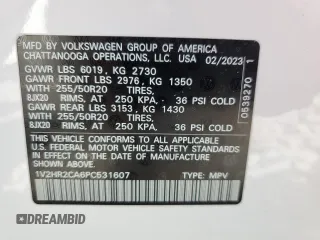 MFD. BY VOLKSWAGEN GROUP OF AMERICA
CHATTANOOGA OPERATIONS, LLC. USA 02/2023
GVWR LBS 6019, KG 2730
GAWR FRONT LBS 2976, KG 1350
WITH 255/50R20 TIRES,
8JX20 RIMS, AT 250 KPA, 36 PSI COLD
GAWR REAR LBS 3153, KG 1430
WITH 255/50R20 TIRES,
8JX20 RIMS, AT 250 KPA, 36 PSI COLD
THIS VEHICLE CONFORMS TO ALL APPLICABLE
FEDERAL MOTOR VEHICLE SAFETY AND THEFT
PREVENTION STANDARDS IN EFFECT ON THE DATE
OF MANUFACTURE SHOWN ABOVE.
1V2HR2CA6PC531607 TYPE: MPV
0539270
AUTOBIDMASTER